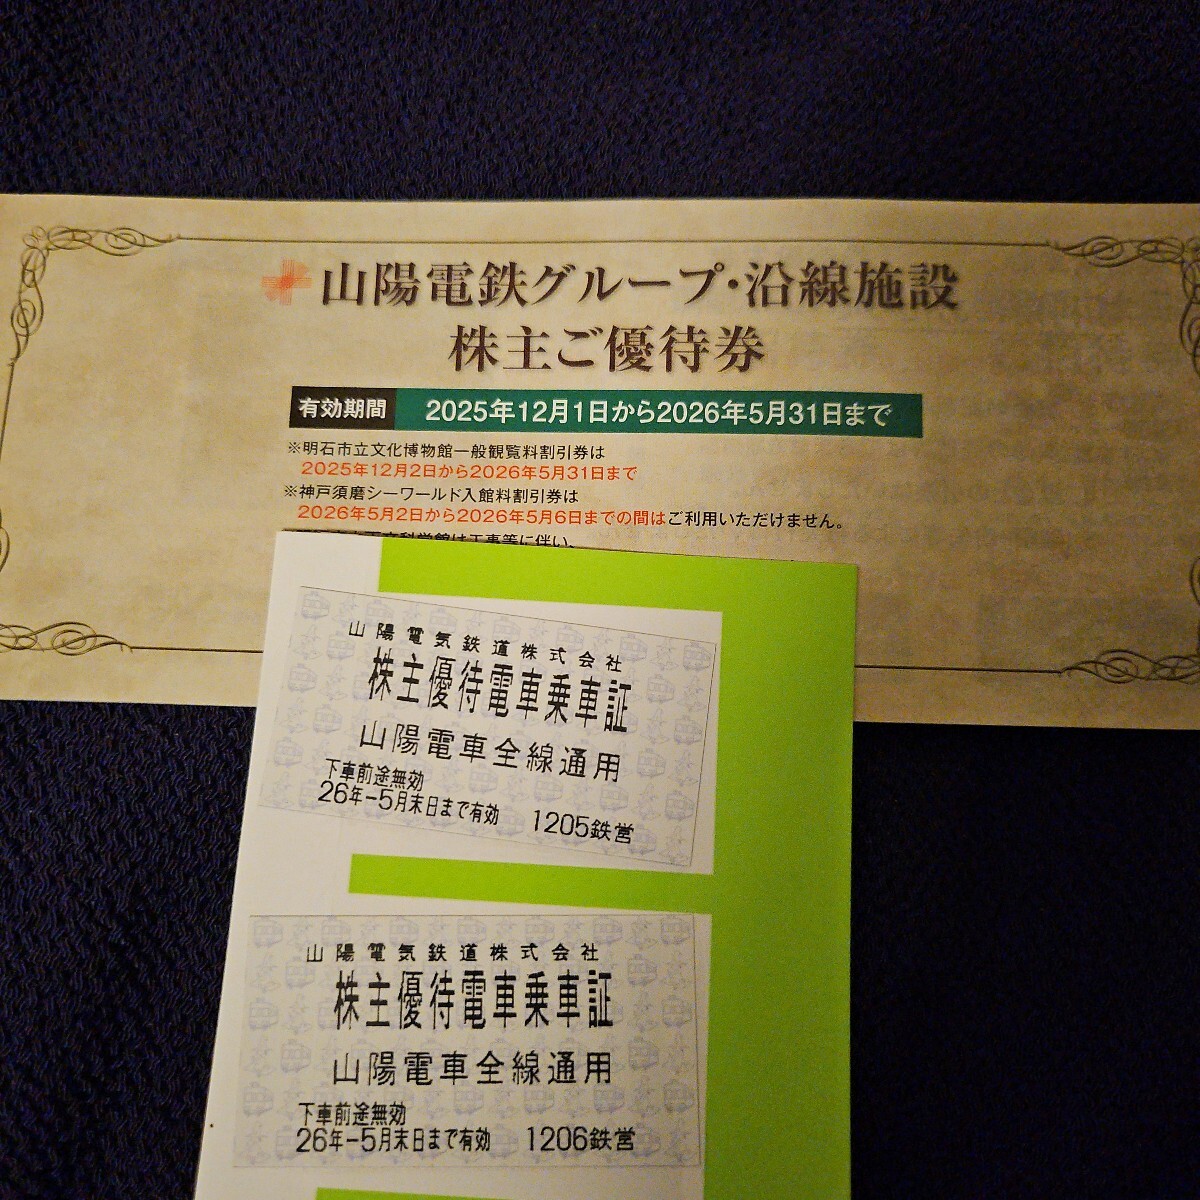 山陽電鉄グループ・沿線施設
株主ご優待券
有効期間 2025年12月1日から2026年5月31日まで
※明石市立文化博物館一般観覧料割引券は
2025年12月2日から2026年5月31日まで
※神戸須磨シーワールド入館料割引券は
2026年5月2日から2026年5月6日までの間はご利用いただけません。
科学館は工事等に伴い、
山陽電気鉄道株式会社
株主優待電車乗車証
山陽電車全線通用
下車前途無効
26年-5月末日まで有効 1205鉄営
山陽電気鉄道株式会社
株主優待電車乗車証
山陽電車全線通用
下車前途無効
26年-5月末日まで有効 1206鉄営